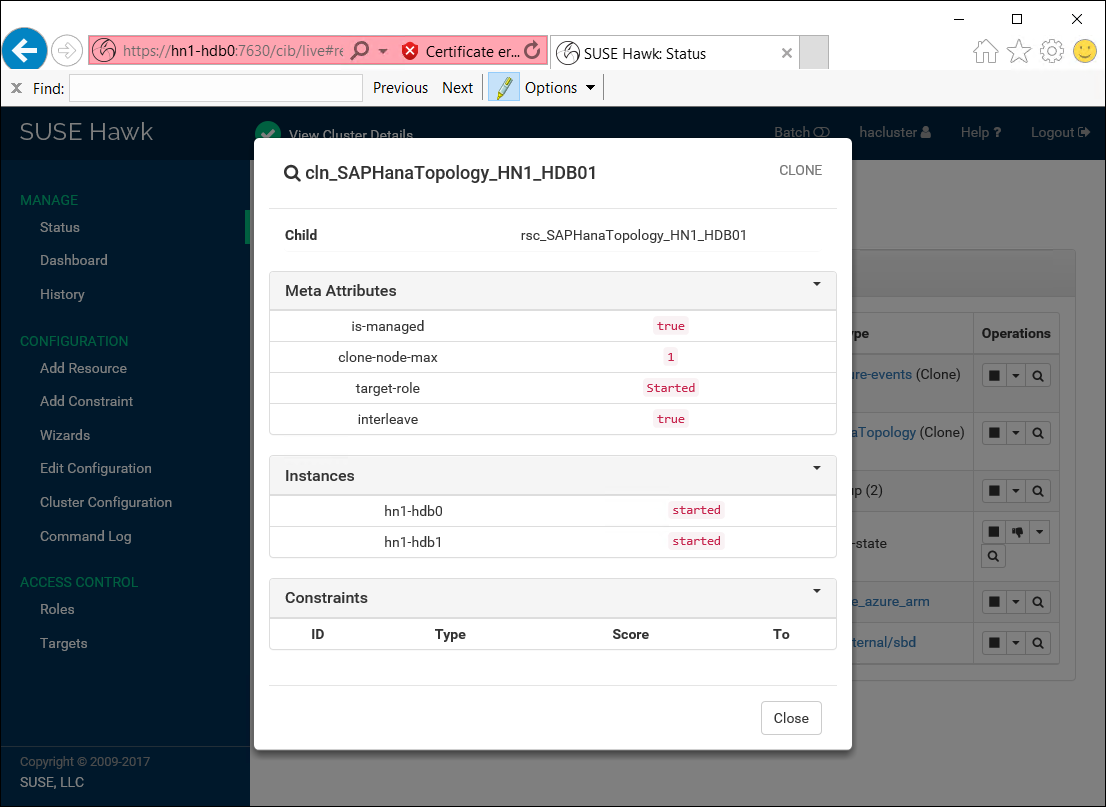 https://hn1-hdb0:7630/cib/live#re
Certificate er...
SUSE Hawk: Status
x Find:
Previous Next
Options
SUSE Hawk
View Cluster Details
Batch
hacluster
Help ?
Logout
MANAGE
Status
Dashboard
History
CONFIGURATION
Add Resource
Add Constraint
Wizards
Edit Configuration
Cluster Configuration
Command Log
ACCESS CONTROL
Roles
Targets
Copyright © 2009-2017
SUSE, LLC
cln_SAPHanaTopology_HN1_HDB01
CLONE
Child rsc_SAPHanaTopology_HN1_HDB01
Meta Attributes
is-managed true
clone-node-max 1
target-role Started
interleave true
Instances
hn1-hdb0 started
hn1-hdb1 started
Constraints
ID Type Score To
Close
ype Operations
ure-events (Clone)
aTopology (Clone)
up (2)
-state
e_azure_arm
ternal/sbd